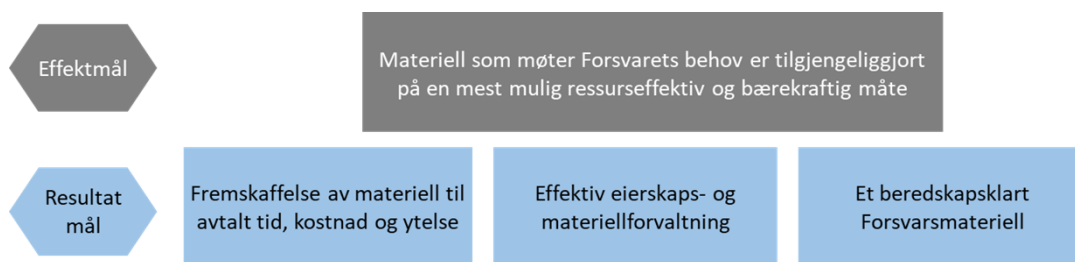 Effektmål
Materiell som møter Forsvarets behov er tilgjengeliggjort
på en mest mulig ressurseffektiv og bærekraftig måte
Resultat
mål
Fremskaffelse av materiell til
avtalt tid, kostnad og ytelse
Effektiv eierskaps- og
materiellforvaltning
Et beredskapsklart
Forsvarsmateriell